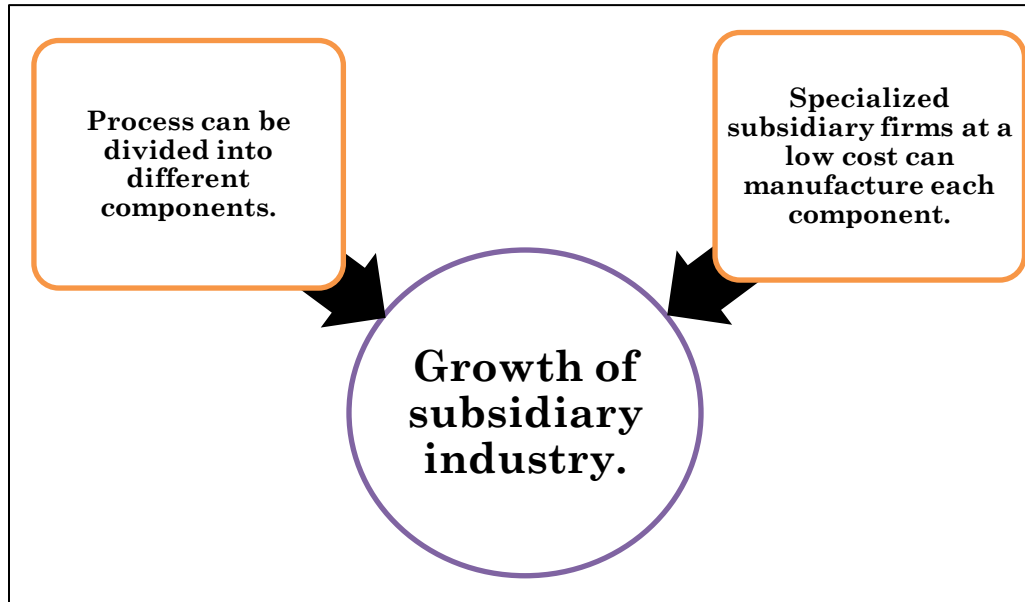 Process can be
divided into
different
components.
Specialized
subsidiary firms at a
low cost can
manufacture each
component.
Growth of
subsidiary
industry.